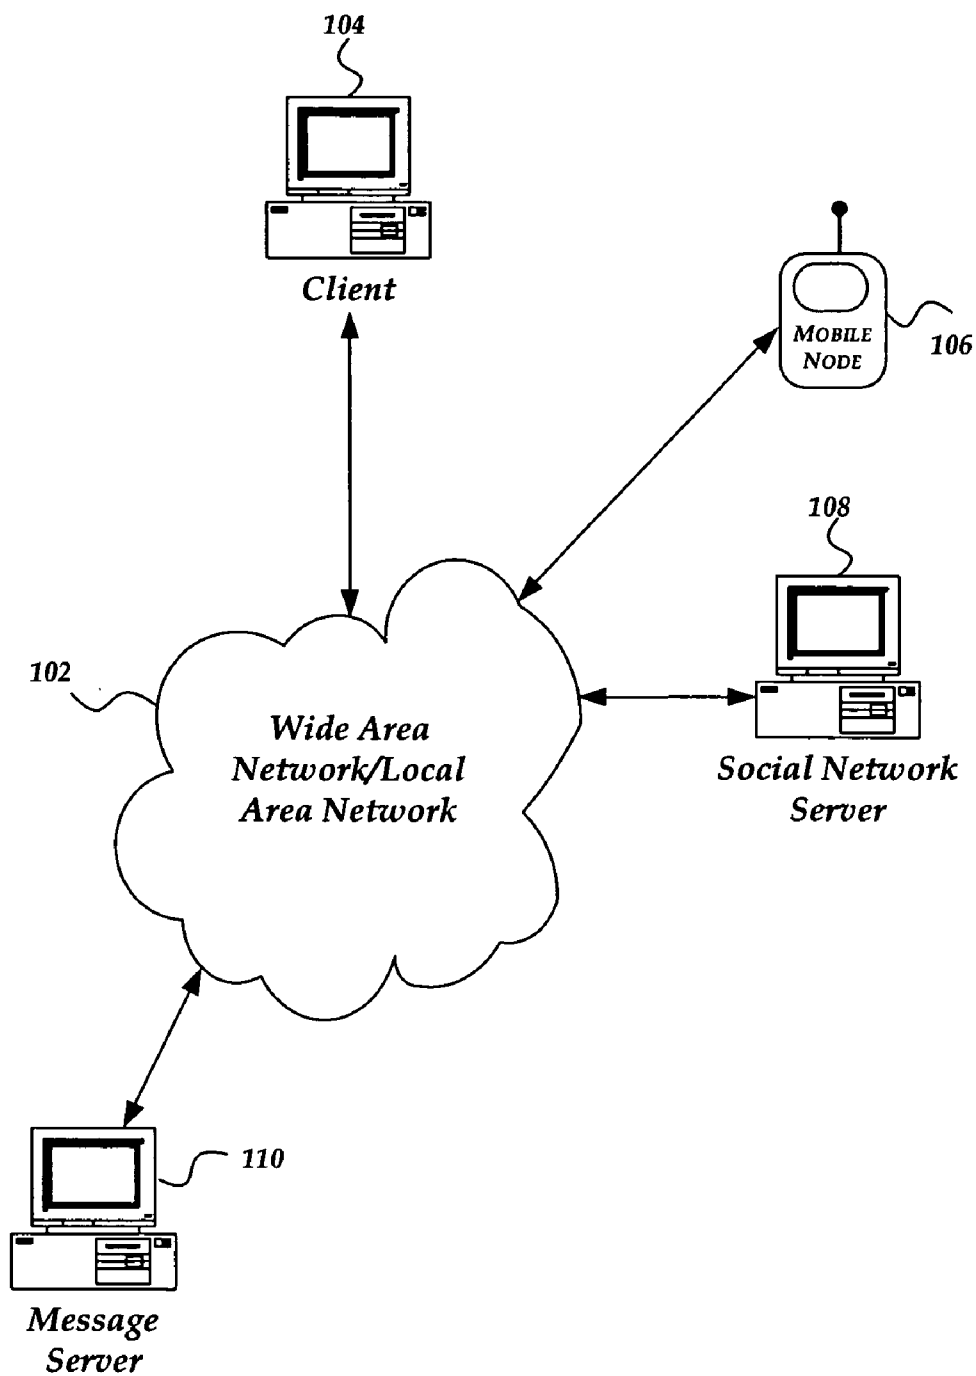 104
Client
MOBILE
NODE
106
108
102
Wide Area
Network/Local
Area Network
Social Network
Server
110
Message
Server